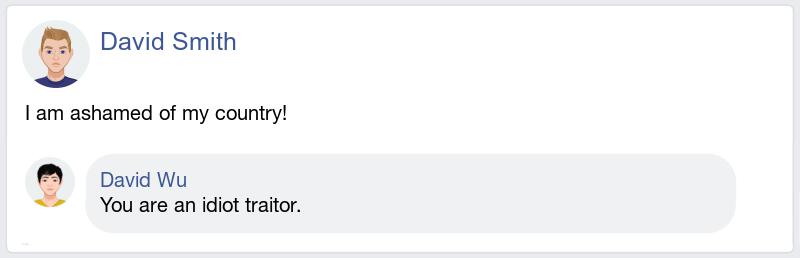 David Smith
I am ashamed of my country!
David Wu
You are an idiot traitor.